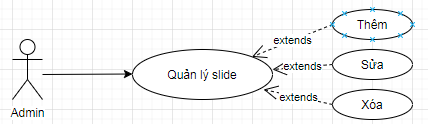 Thêm
extends
Quản lý slide
extends
Sửa
extends
Xóa
Admin